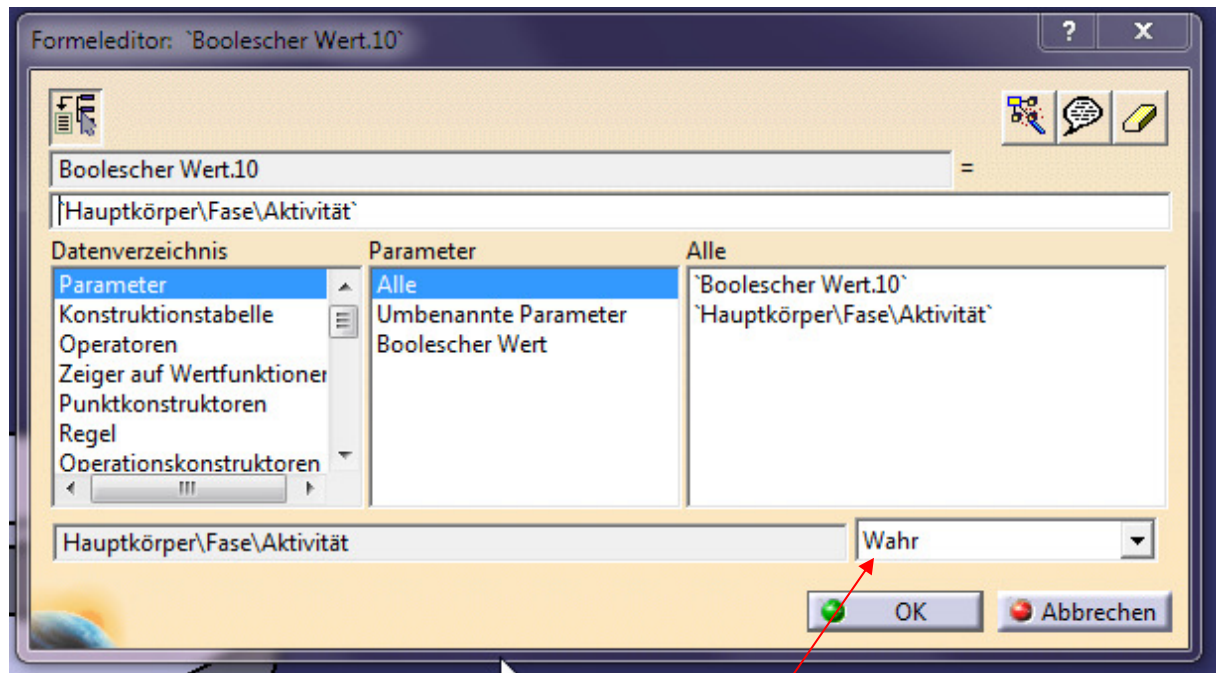 Formeleditor: `Boolescher Wert.10`
? x
Boolescher Wert.10 =
`Hauptkörper\Fase\Aktivität`
Datenverzeichnis Parameter Alle
Parameter Alle `Boolescher Wert.10`
Konstruktionstabelle Umbenannte Parameter `Hauptkörper\Fase\Aktivität`
Operatoren Boolescher Wert
Zeiger auf Wertfunktioner
Punktkonstruktoren
Regel
Operationskonstruktoren
Hauptkörper\Fase\Aktivität Wahr
OK Abbrechen